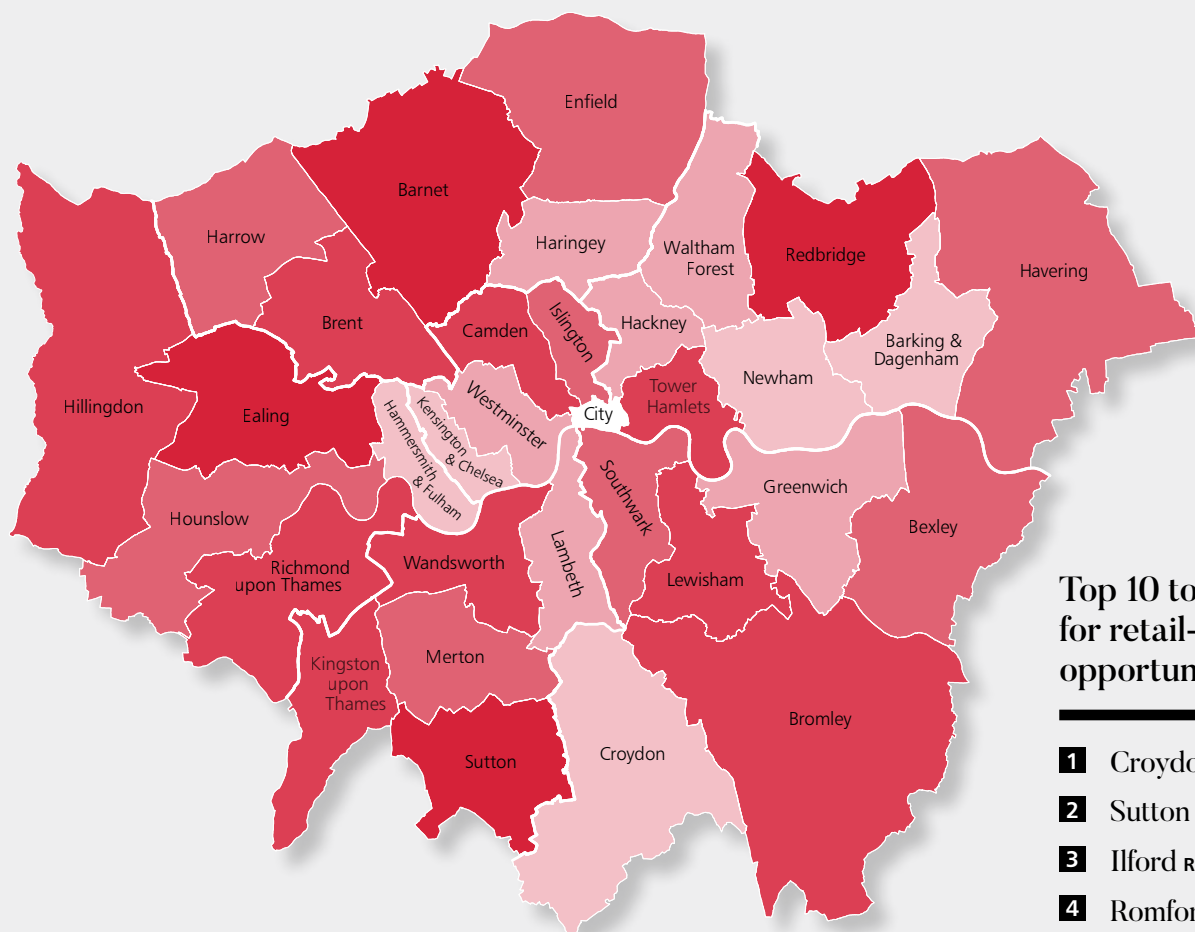 Enfield
Barnet
Harrow
Haringey
Waltham
Forest
Redbridge
Havering
Brent
Camden
Islington
Hackney
Barking &
Dagenham
Hillingdon
Ealing
Hammersmith
& Fulham
Kensington
& Chelsea
Westminster
City
Tower
Hamlets
Newham
Hounslow
Richmond
upon Thames
Wandsworth
Lambeth
Southwark
Lewisham
Greenwich
Bexley
Kingston
upon
Thames
Merton
Sutton
Croydon
Bromley
Top 10 to
for retail-
opportun
1 Croydo
2 Sutton
3 Ilford R
4 Romfor